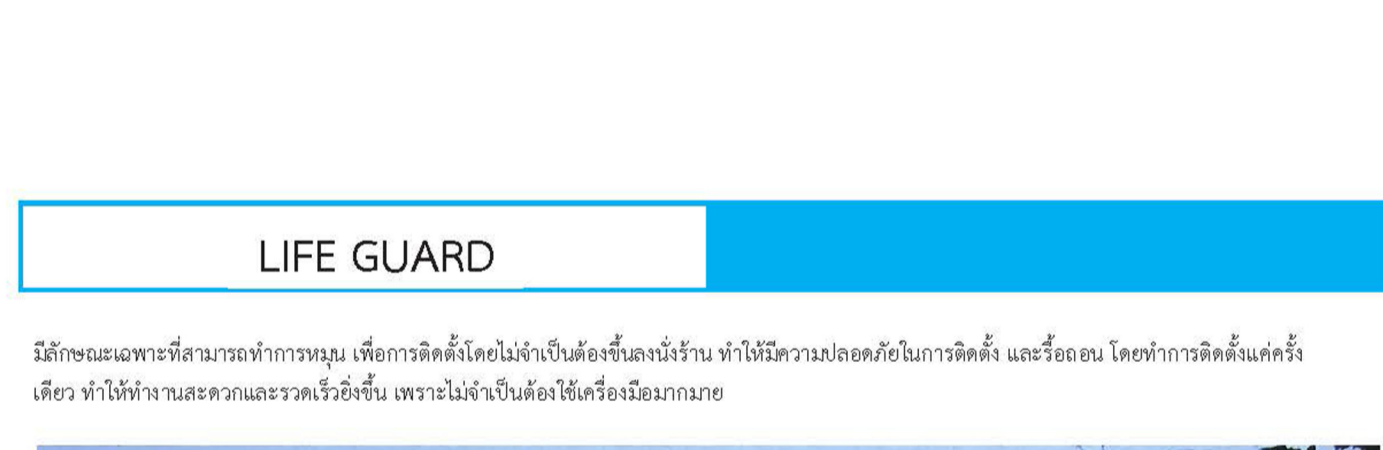 LIFE GUARD
มีลักษณะเฉพาะที่สามารถทำการหมุน เพื่อการติดตั้งโดยไม่จำเป็นต้องขึ้นลงนั่งร้าน ทำให้มีความปลอดภัยในการติดตั้ง และรื้อถอน โดยทำการติดตั้งแค่ครั้ง
เดียว ทำให้ทำงานสะดวกและรวดเร็วยิ่งขึ้น เพราะไม่จำเป็นต้องใช้เครื่องมือมากมาย